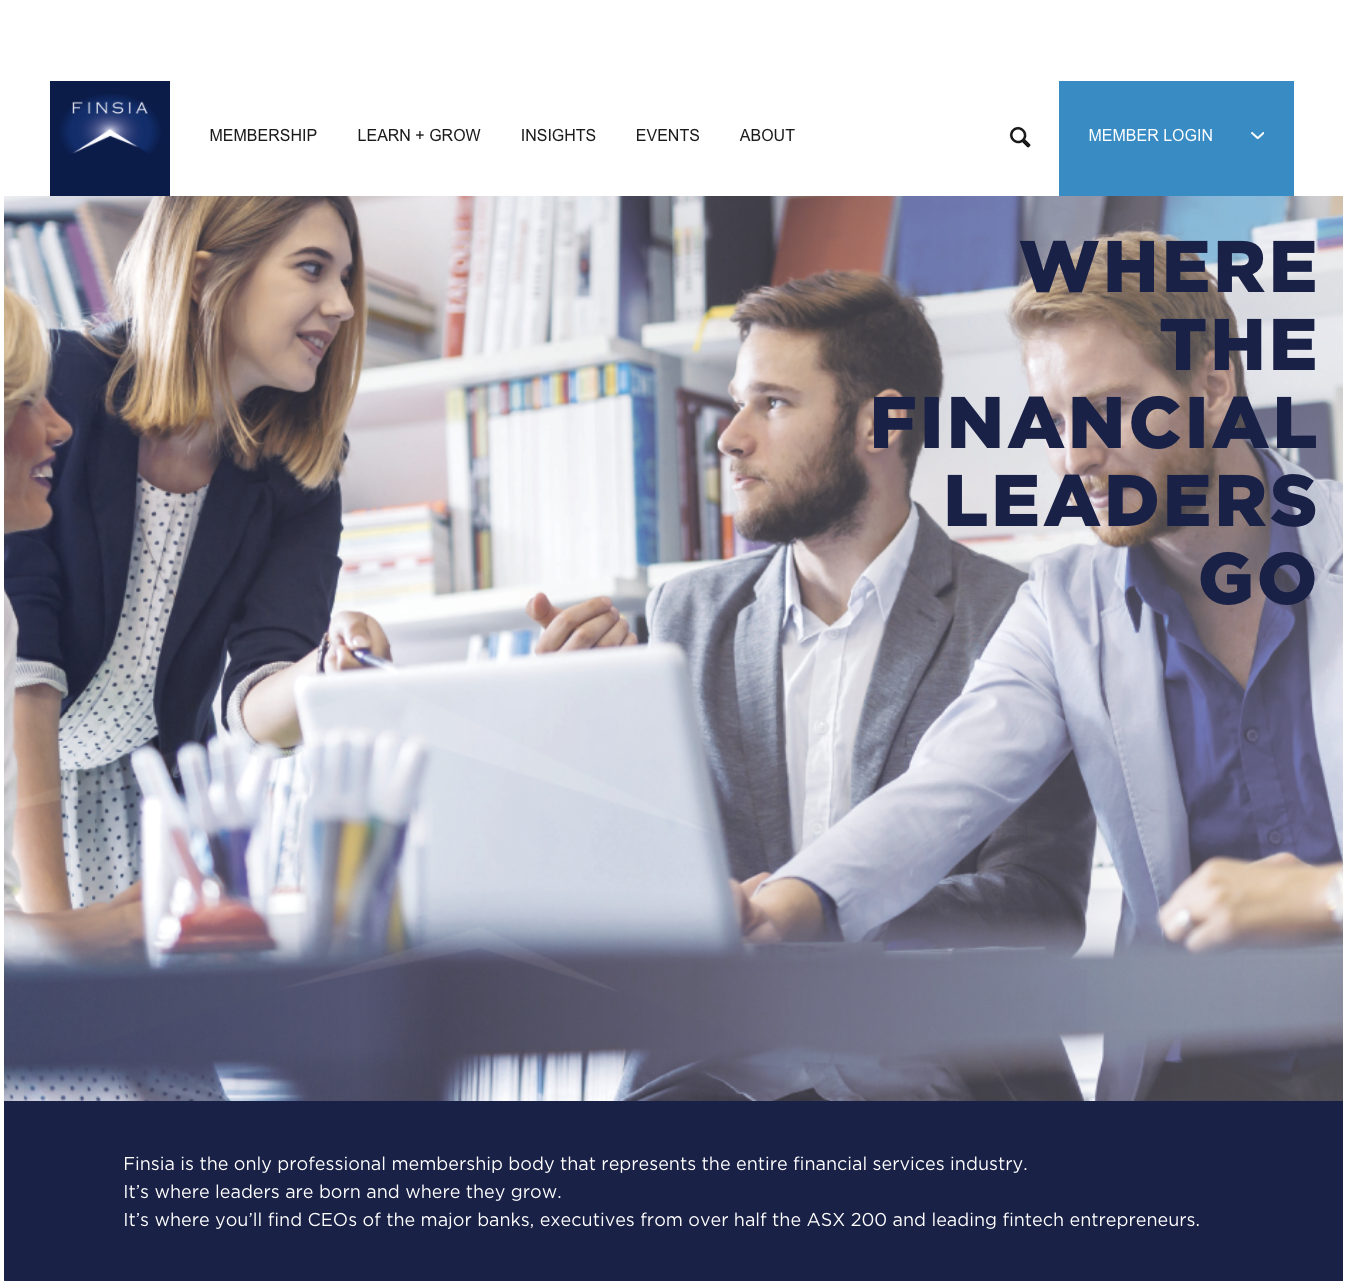 FINSIA
MEMBERSHIP LEARN + GROW INSIGHTS EVENTS ABOUT MEMBER LOGIN
WHERE
THE
FINANCIAL
LEADERS
GO
Finsia is the only professional membership body that represents the entire financial services industry.
It’s where leaders are born and where they grow.
It’s where you’ll find CEOs of the major banks, executives from over half the ASX 200 and leading fintech entrepreneurs.